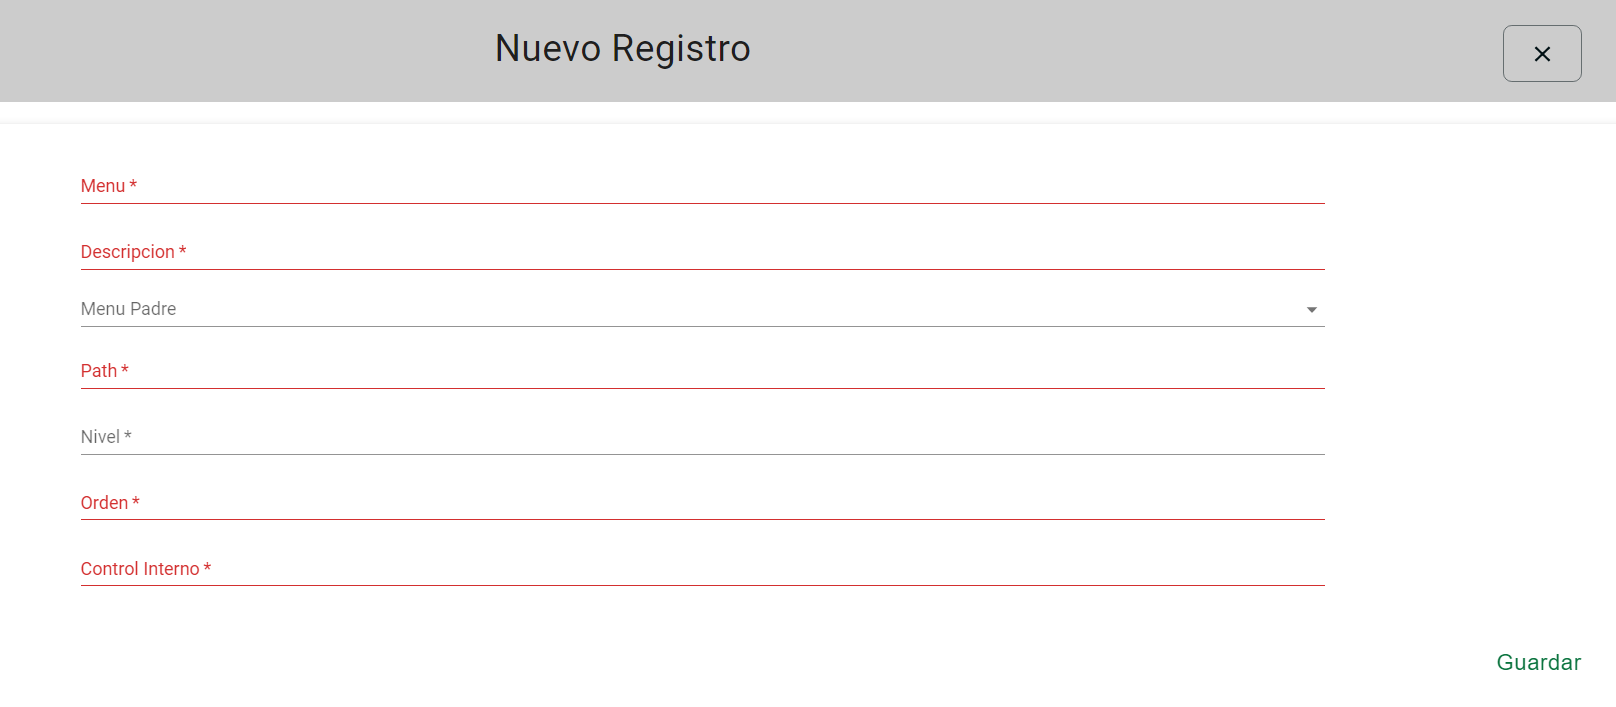 Nuevo Registro
Menu *
Descripcion *
Menu Padre
Path *
Nivel *
Orden *
Control Interno *
Guardar